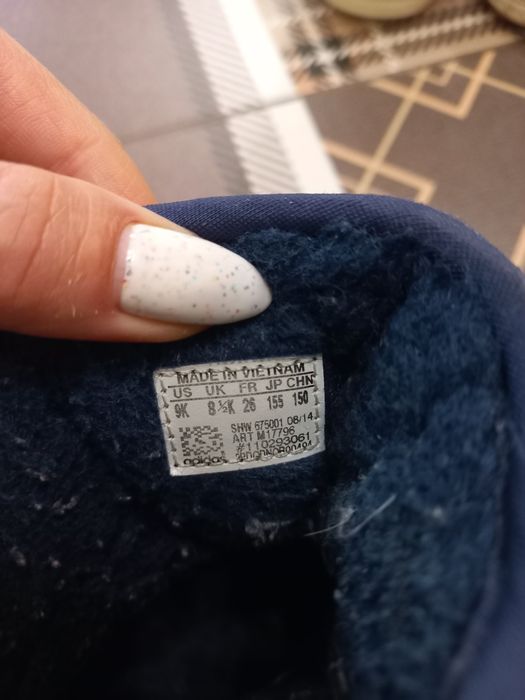 MADE IN VIETNAM
US UK FR JP CHN
9K 8½K 26 155 150
SHW 675001 08/14
ART M17796
#110293061
adidas